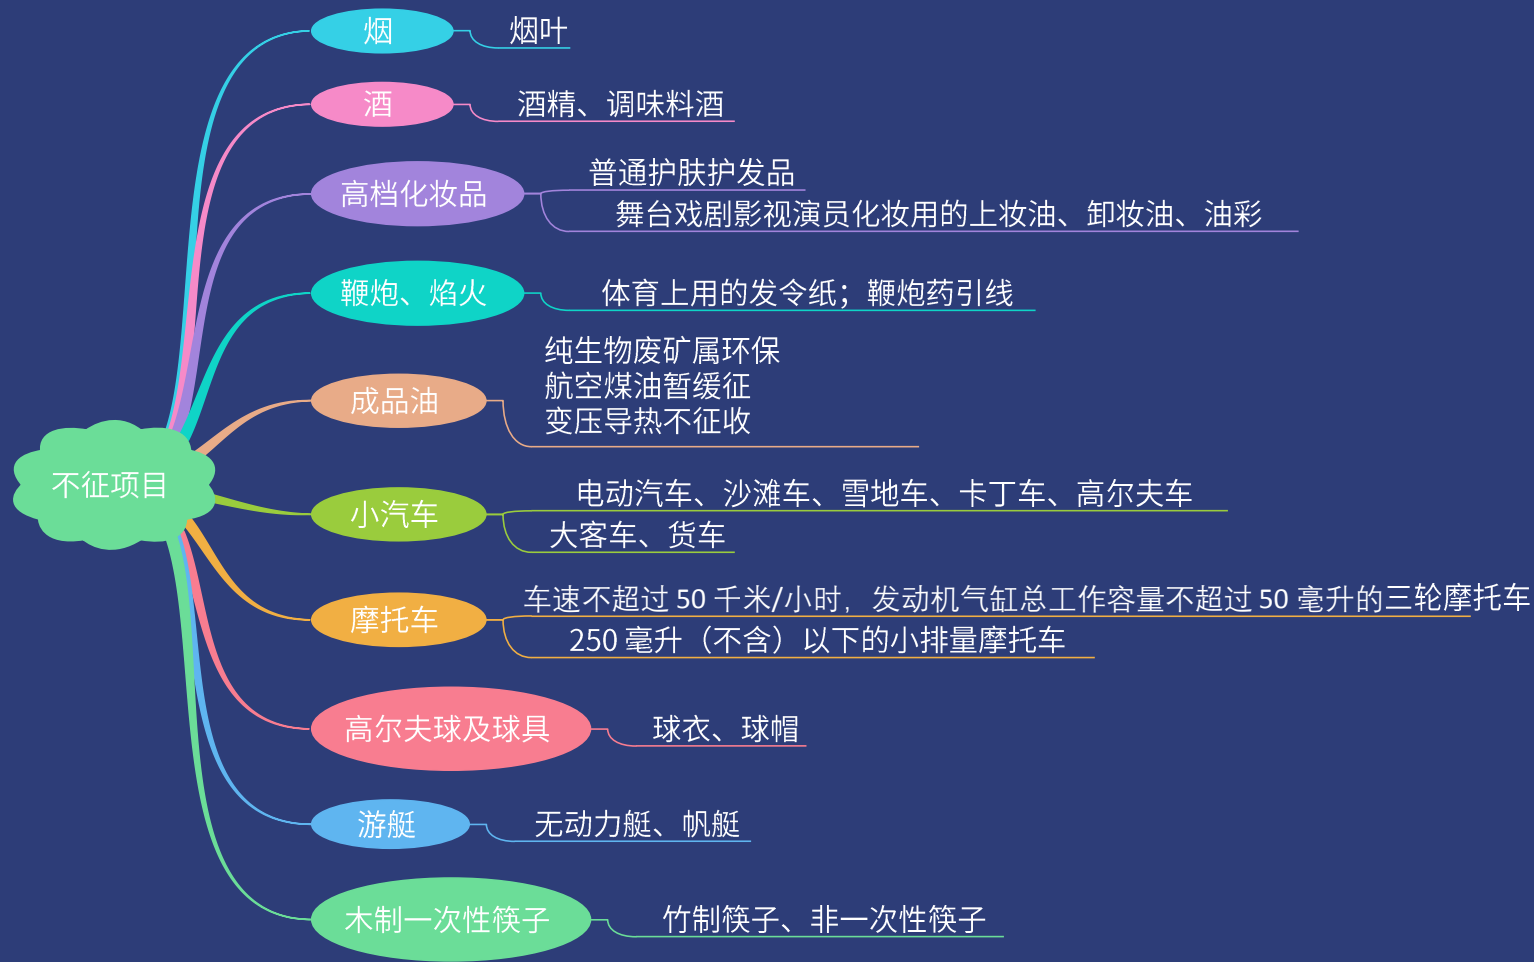 不征项目
烟
烟叶
酒
酒精、调味料酒
高档化妆品
普通护肤护发品
舞台戏剧影视演员化妆用的上妆油、卸妆油、油彩
鞭炮、焰火
体育上用的发令纸；鞭炮药引线
成品油
纯生物废矿属环保
航空煤油暂缓征
变压导热不征收
小汽车
电动汽车、沙滩车、雪地车、卡丁车、高尔夫车
大客车、货车
摩托车
车速不超过 50 千米/小时，发动机气缸总工作容量不超过 50 毫升的三轮摩托车
250 毫升（不含）以下的小排量摩托车
高尔夫球及球具
球衣、球帽
游艇
无动力艇、帆艇
木制一次性筷子
竹制筷子、非一次性筷子